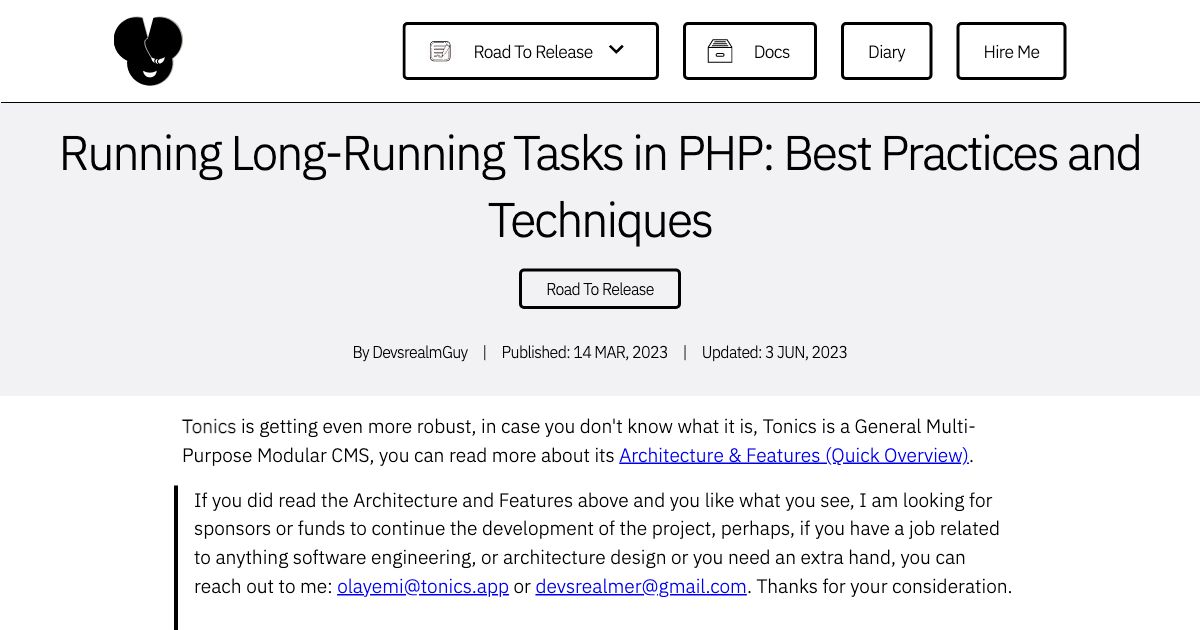 Road To Release
Docs
Diary
Hire Me
Running Long-Running Tasks in PHP: Best Practices and
Techniques
Road To Release
By DevsrealmGuy | Published: 14 MAR, 2023 | Updated: 3 JUN, 2023
Tonics is getting even more robust, in case you don't know what it is, Tonics is a General Multi-
Purpose Modular CMS, you can read more about its Architecture & Features (Quick Overview).
If you did read the Architecture and Features above and you like what you see, I am looking for
sponsors or funds to continue the development of the project, perhaps, if you have a job related
to anything software engineering, or architecture design or you need an extra hand, you can
reach out to me: olayemi@tonics.app or devsrealmer@gmail.com. Thanks for your consideration.